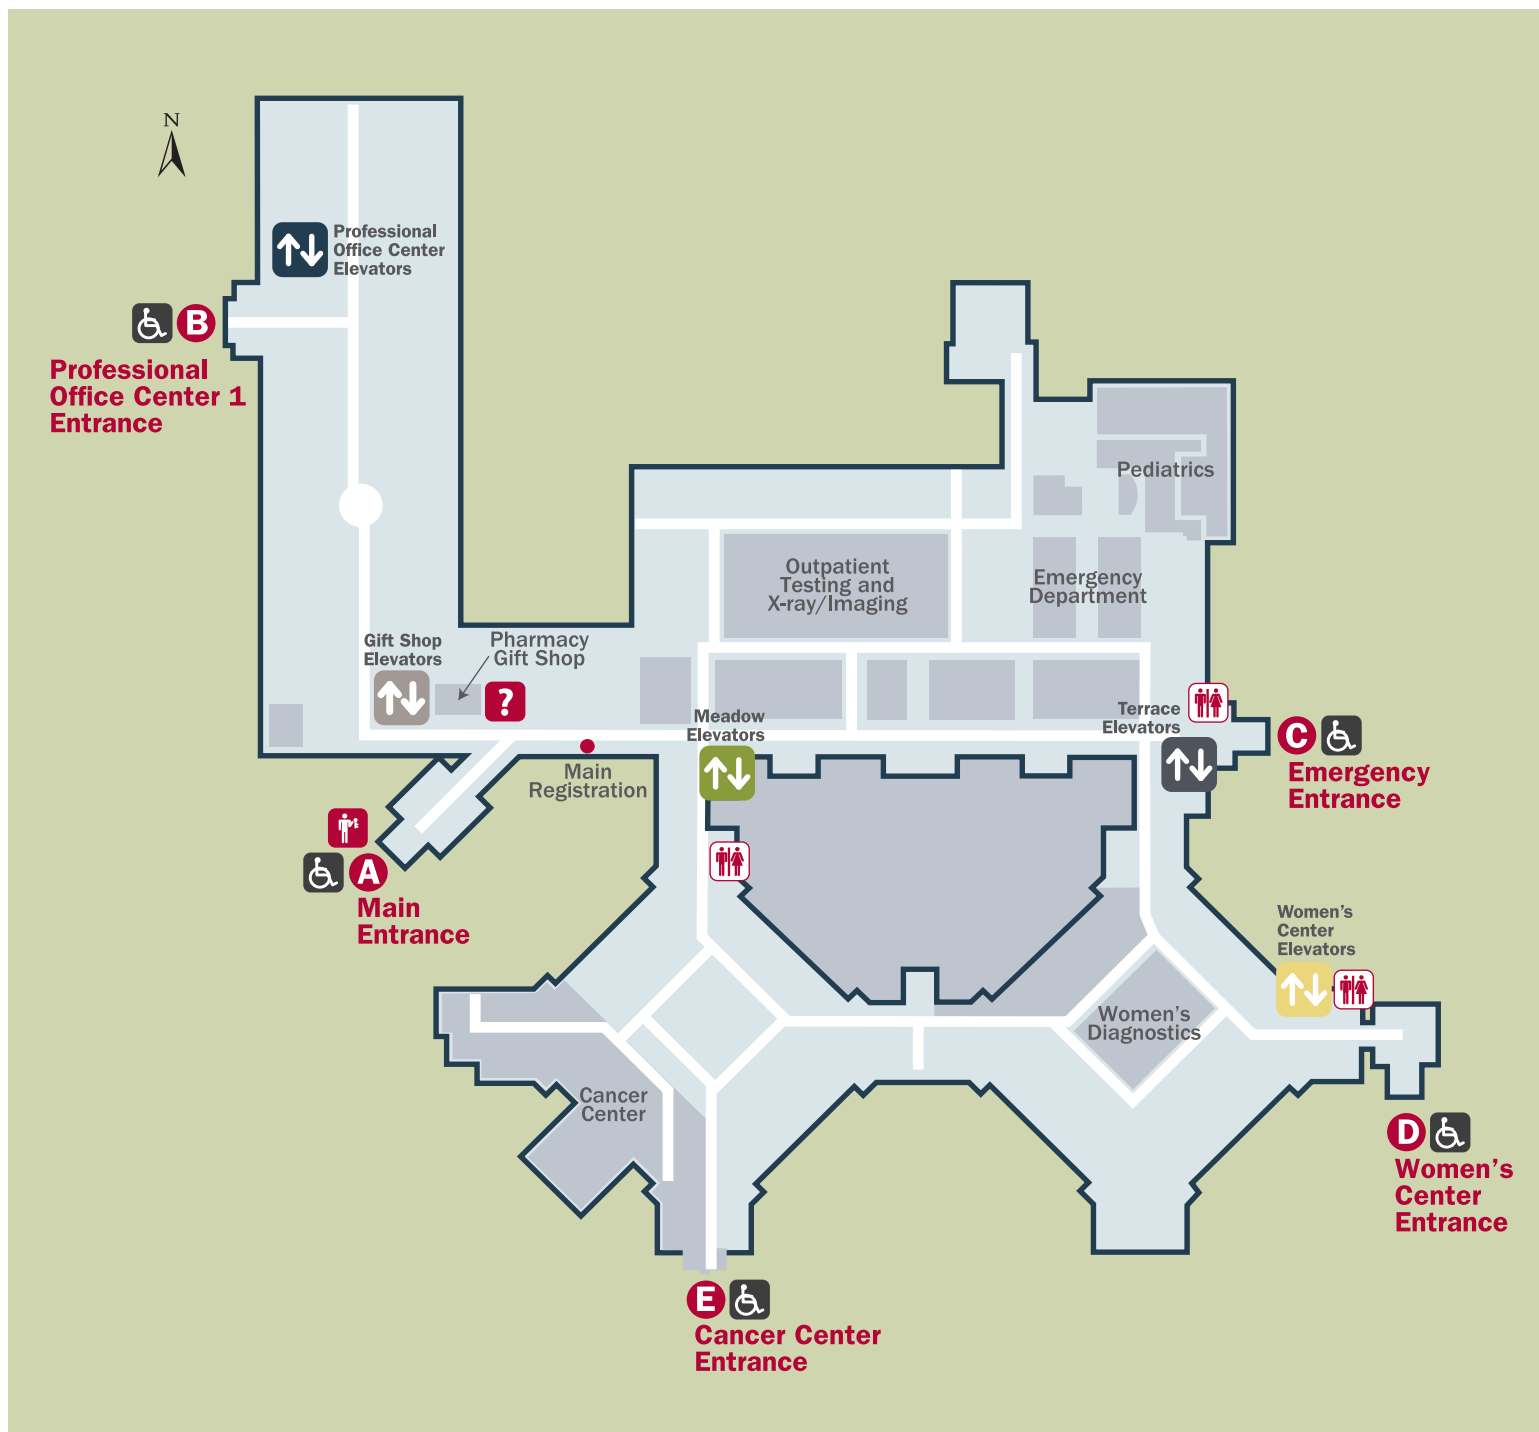 N
Professional
Office Center
Elevators
B
Professional
Office Center 1
Entrance
Pediatrics
Outpatient
Testing and
X-ray/Imaging
Emergency
Department
Gift Shop
Elevators
Pharmacy
Gift Shop
?
Meadow
Elevators
Terrace
Elevators
C
Emergency
Entrance
Main
Registration
A
Main
Entrance
Women's
Center
Elevators
Women's
Diagnostics
Cancer
Center
D
Women's
Center
Entrance
E
Cancer Center
Entrance